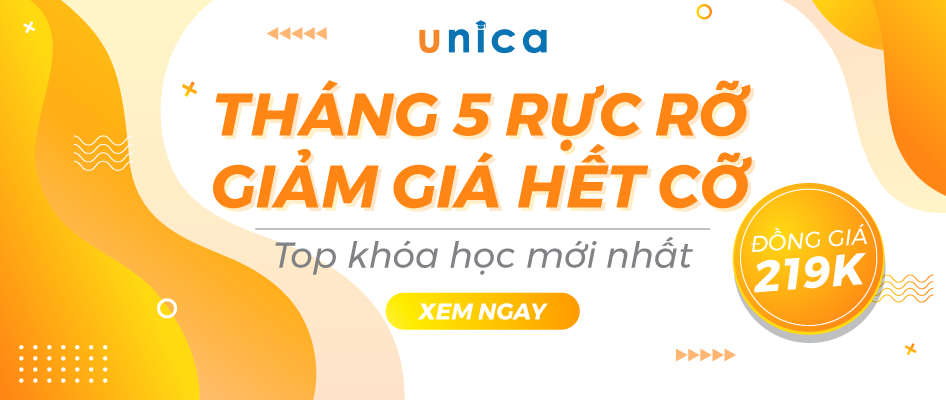 unica
THÁNG 5 RỰC RỠ
GIẢM GIÁ HẾT CỠ
Top khóa học mới nhất
ĐỒNG GIÁ
219K
XEM NGAY